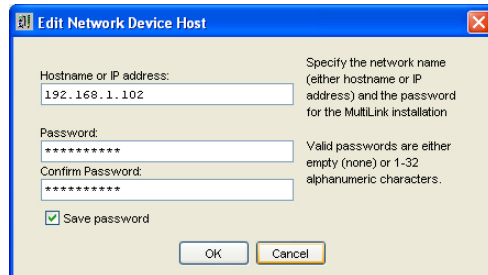 Edit Network Device Host
Hostname or IP address:
192.168.1.102
Password:
**********
Confirm Password:
**********
Save password
Specify the network name
(either hostname or IP
address) and the password
for the MultiLink installation
Valid passwords are either
empty (none) or 1-32
alphanumeric characters.
OK
Cancel